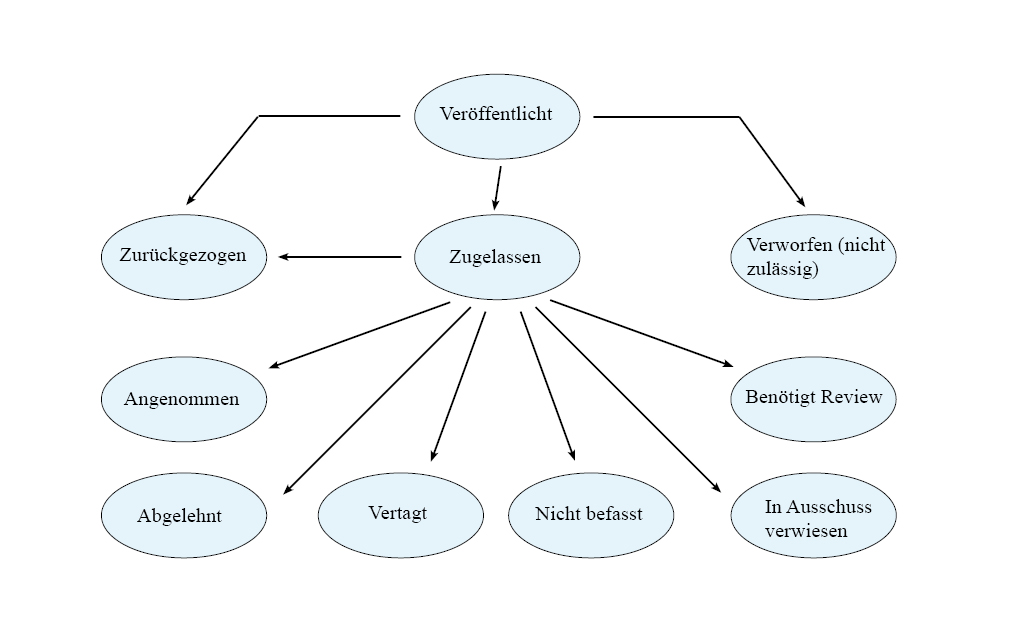 Veröffentlicht
Zurückgezogen
Zugelassen
Verworfen (nicht
zulässig)
Angenommen
Benötigt Review
Abgelehnt
Vertagt
Nicht befasst
In Ausschuss
verwiesen